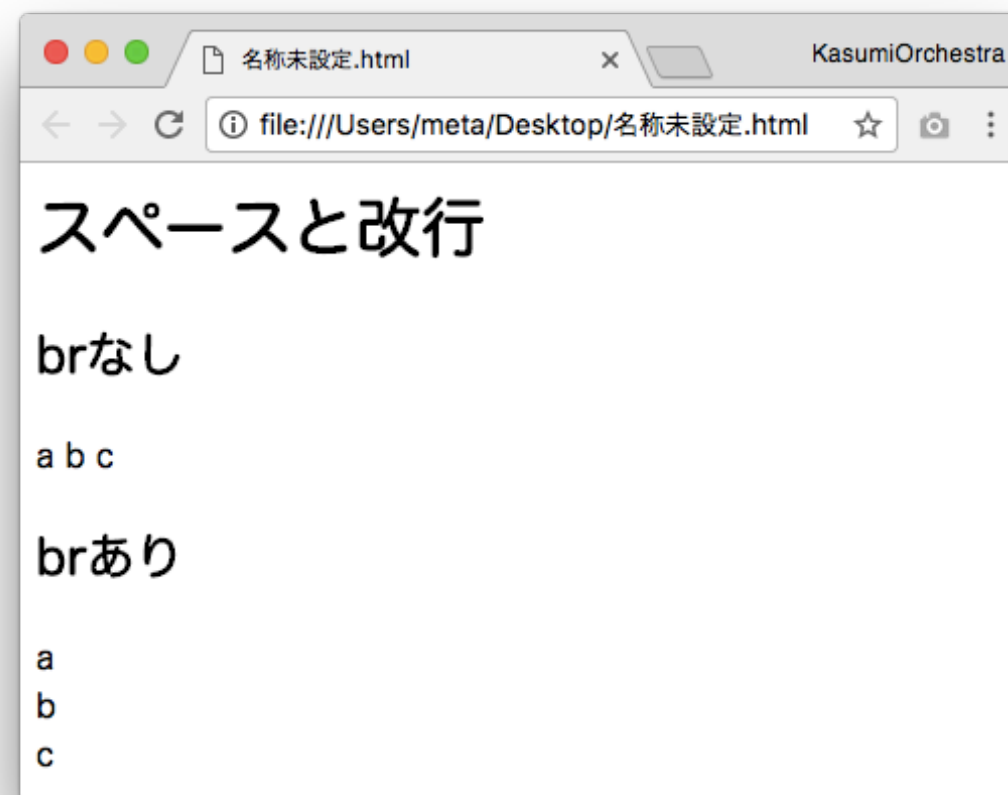 名称未設定.html
KasumiOrchestra
file:///Users/meta/Desktop/名称未設定.html
スペースと改行
brなし
a b c
brあり
a
b
c